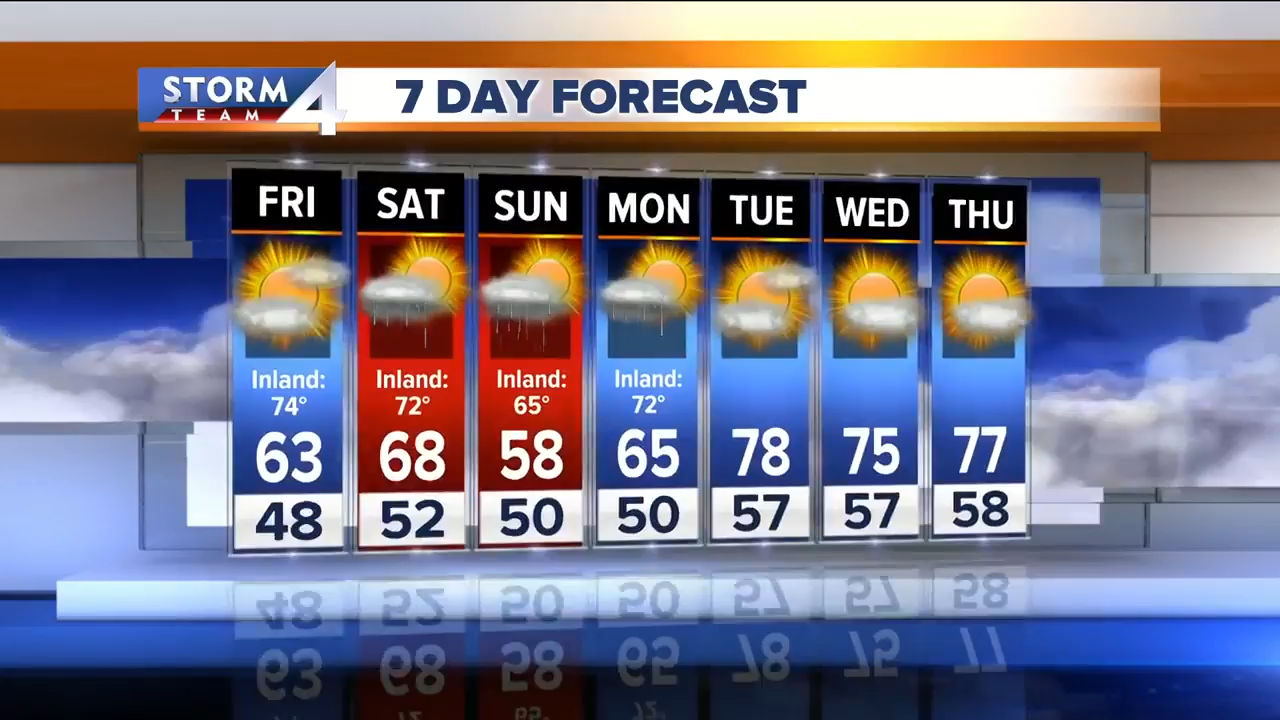 STORM
TEAM
4
7 DAY FORECAST
FRI SAT SUN MON TUE WED THU
Inland: Inland: Inland: Inland:
74° 72° 65° 72°
63 68 58 65 78 75 77
48 52 50 50 57 57 58